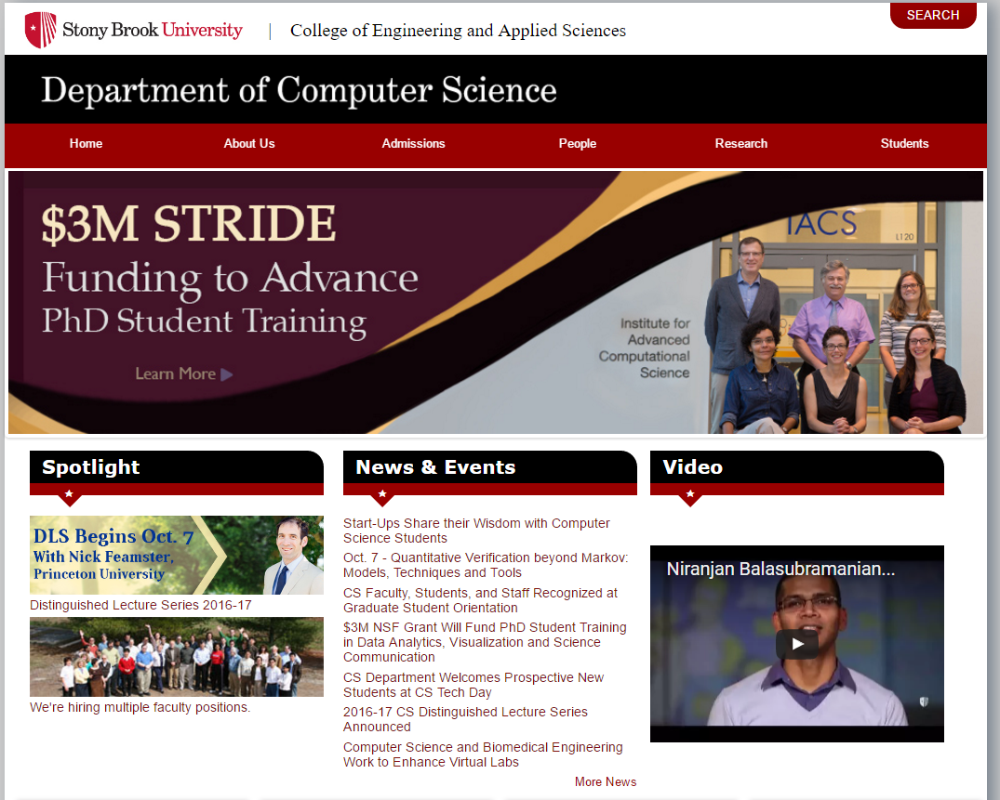 Stony Brook University | College of Engineering and Applied Sciences
SEARCH
Department of Computer Science
Home About Us Admissions People Research Students
$3M STRIDE
Funding to Advance
PhD Student Training
Learn More
IACS
L120
Institute for
Advanced
Computational
Science
Spotlight
DLS Begins Oct. 7
With Nick Feamster,
Princeton University
Distinguished Lecture Series 2016-17
We're hiring multiple faculty positions.
News & Events
Start-Ups Share their Wisdom with Computer
Science Students
Oct. 7 - Quantitative Verification beyond Markov:
Models, Techniques and Tools
CS Faculty, Students, and Staff Recognized at
Graduate Student Orientation
$3M NSF Grant Will Fund PhD Student Training
in Data Analytics, Visualization and Science
Communication
CS Department Welcomes Prospective New
Students at CS Tech Day
2016-17 CS Distinguished Lecture Series
Announced
Computer Science and Biomedical Engineering
Work to Enhance Virtual Labs
More News
Video
Niranjan Balasubramanian...